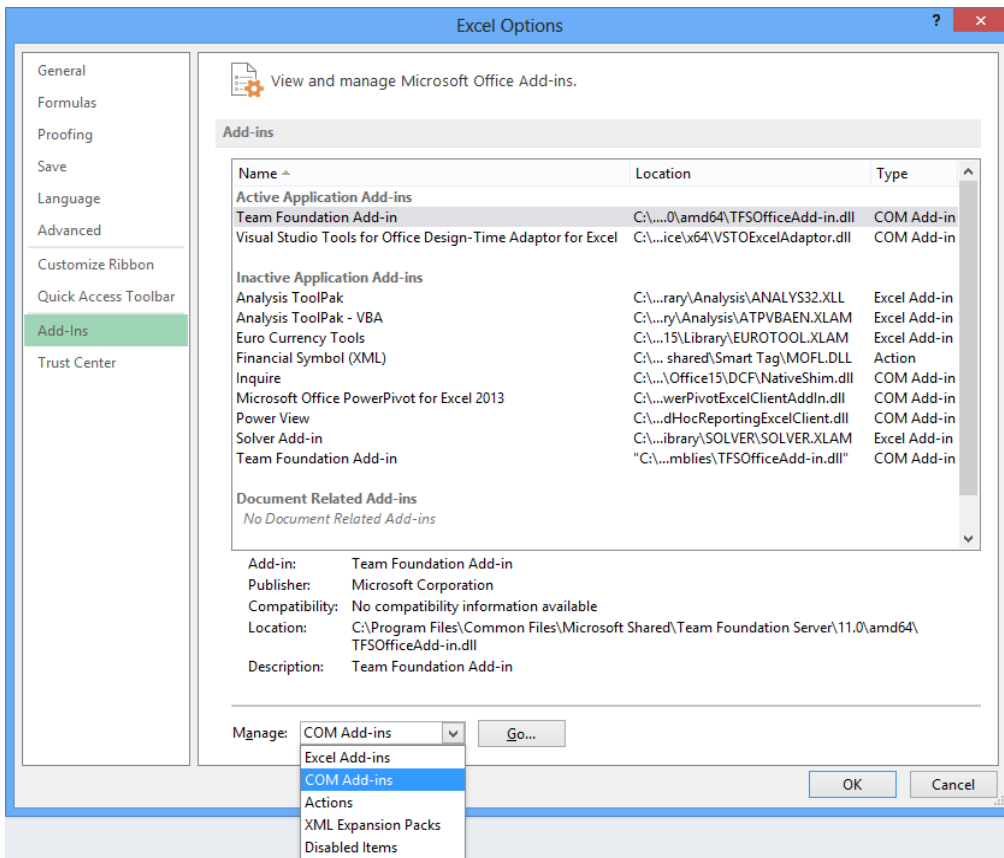 Excel Options
?
General
Formulas
Proofing
Save
Language
Advanced
Customize Ribbon
Quick Access Toolbar
Add-Ins
Trust Center
View and manage Microsoft Office Add-ins.
Add-ins
Name Location Type
Active Application Add-ins
Team Foundation Add-in C:\....0\amd64\TFSOfficeAdd-in.dll COM Add-in
Visual Studio Tools for Office Design-Time Adaptor for Excel C:\...ice\x64\VSTOExcelAdaptor.dll COM Add-in
Inactive Application Add-ins
Analysis ToolPak C:\...rary\Analysis\ANALYS32.XLL Excel Add-in
Analysis ToolPak - VBA C:\...ry\Analysis\ATPVBAEN.XLAM Excel Add-in
Euro Currency Tools C:\...15\Library\EUROTOOL.XLAM Excel Add-in
Financial Symbol (XML) C:\... shared\Smart Tag\MOFL.DLL Action
Inquire C:\...\Office15\DCF\NativeShim.dll COM Add-in
Microsoft Office PowerPivot for Excel 2013 C:\...werPivotExcelClientAddIn.dll COM Add-in
Power View C:\...dHocReportingExcelClient.dll COM Add-in
Solver Add-in C:\...ibrary\SOLVER\SOLVER.XLAM Excel Add-in
Team Foundation Add-in "C:\...mblies\TFSOfficeAdd-in.dll" COM Add-in
Document Related Add-ins
No Document Related Add-ins
Add-in: Team Foundation Add-in
Publisher: Microsoft Corporation
Compatibility: No compatibility information available
Location: C:\Program Files\Common Files\Microsoft Shared\Team Foundation Server\11.0\amd64\
TFSOfficeAdd-in.dll
Description: Team Foundation Add-in
Manage: COM Add-ins Go...
Excel Add-ins
COM Add-ins
Actions
XML Expansion Packs
Disabled Items
OK Cancel